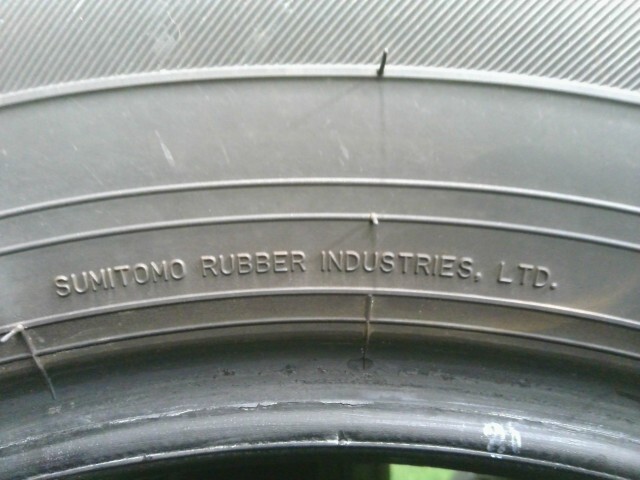 SUMITOMO RUBBER INDUSTRIES, LTD.